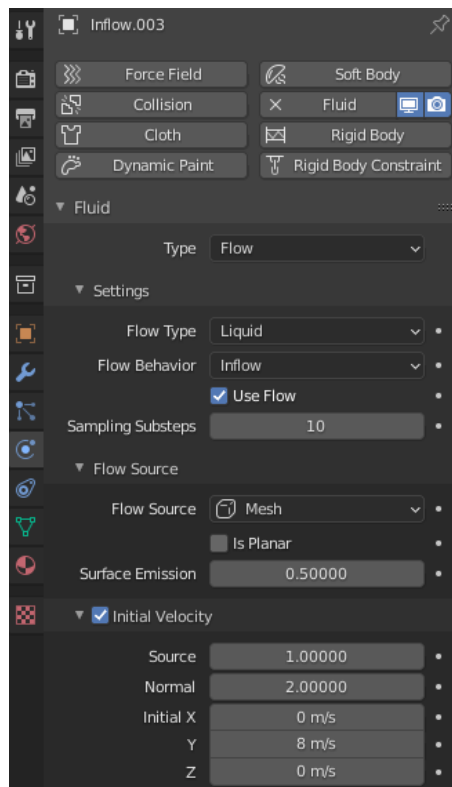 Inflow.003
Force Field Soft Body
Collision Fluid
Cloth Rigid Body
Dynamic Paint Rigid Body Constraint
Fluid
Type Flow
Settings
Flow Type Liquid
Flow Behavior Inflow
Use Flow
Sampling Substeps 10
Flow Source
Flow Source Mesh
Is Planar
Surface Emission 0.50000
Initial Velocity
Source 1.00000
Normal 2.00000
Initial X 0 m/s
Y 8 m/s
Z 0 m/s